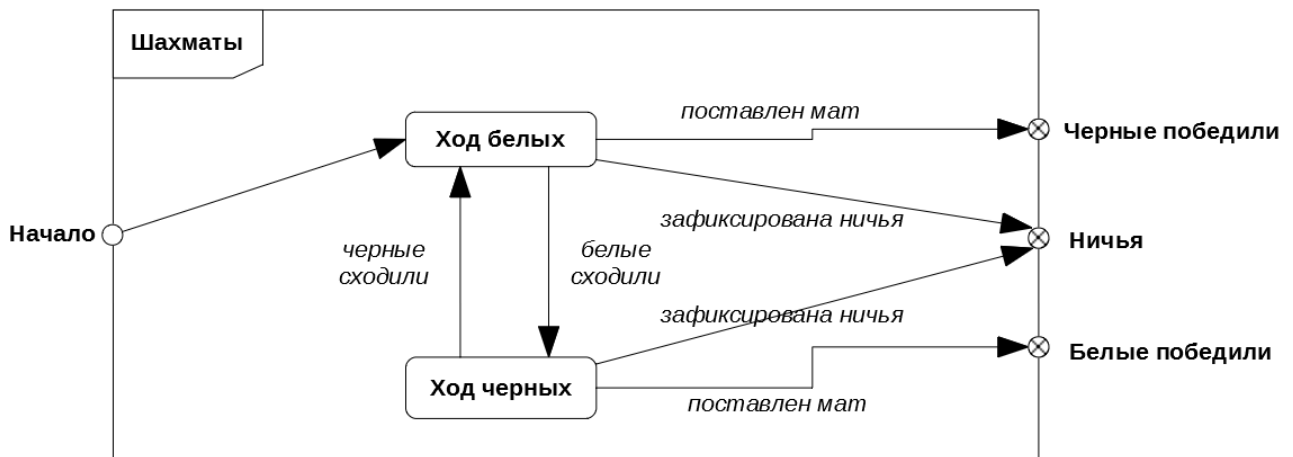 Шахматы
поставлен мат
Ход белых
Черные победили
зафиксирована ничья
Начало
Ничья
черные
сходили
белые
сходили
зафиксирована ничья
Белые победили
Ход черных
поставлен мат